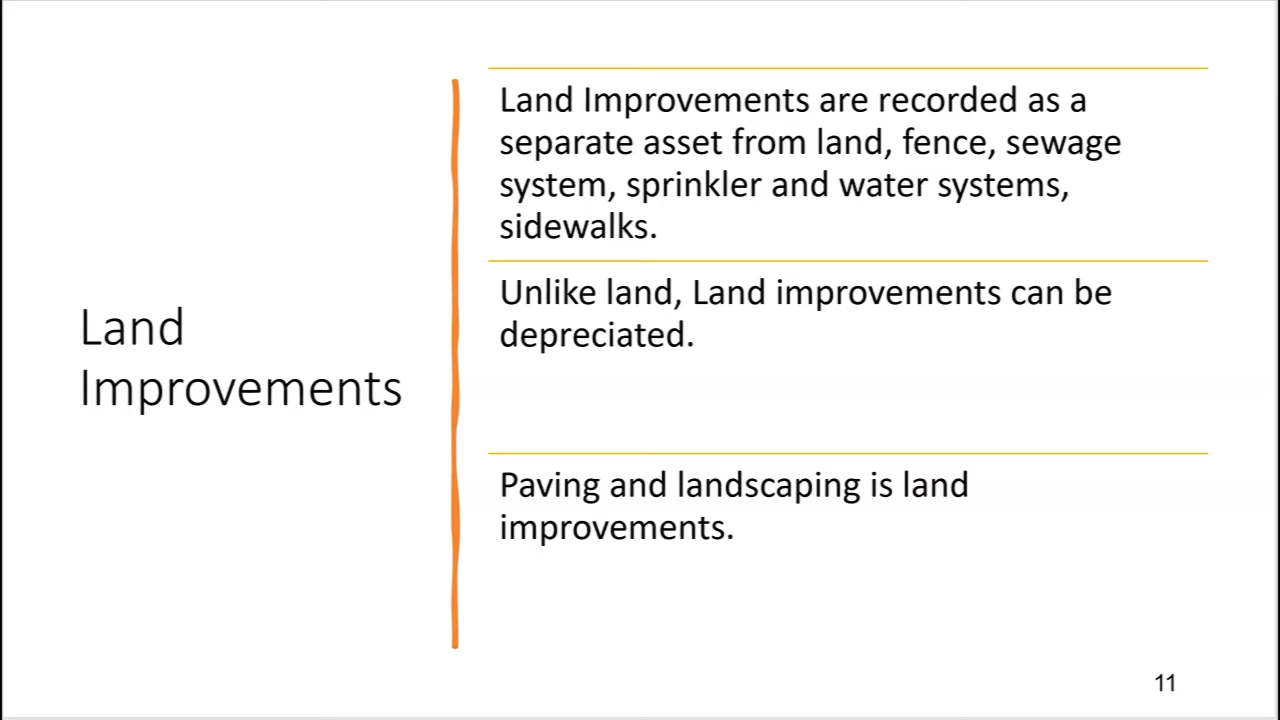 Land
Improvements
Land Improvements are recorded as a
separate asset from land, fence, sewage
system, sprinkler and water systems,
sidewalks.
Unlike land, Land improvements can be
depreciated.
Paving and landscaping is land
improvements.
11